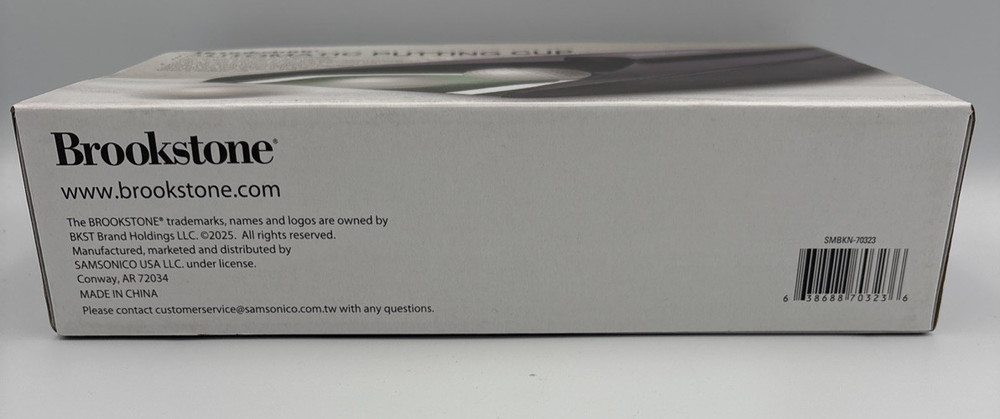 PUTTING CUP
Brookstone®
www.brookstone.com
The BROOKSTONE® trademarks, names and logos are owned by
BKST Brand Holdings LLC. ©2025. All rights reserved.
Manufactured, marketed and distributed by
SAMSONICO USA LLC. under license.
Conway, AR 72034
MADE IN CHINA
Please contact customerservice@samsonico.com.tw with any questions.
SMBKN-70323
6 38688 70323 6